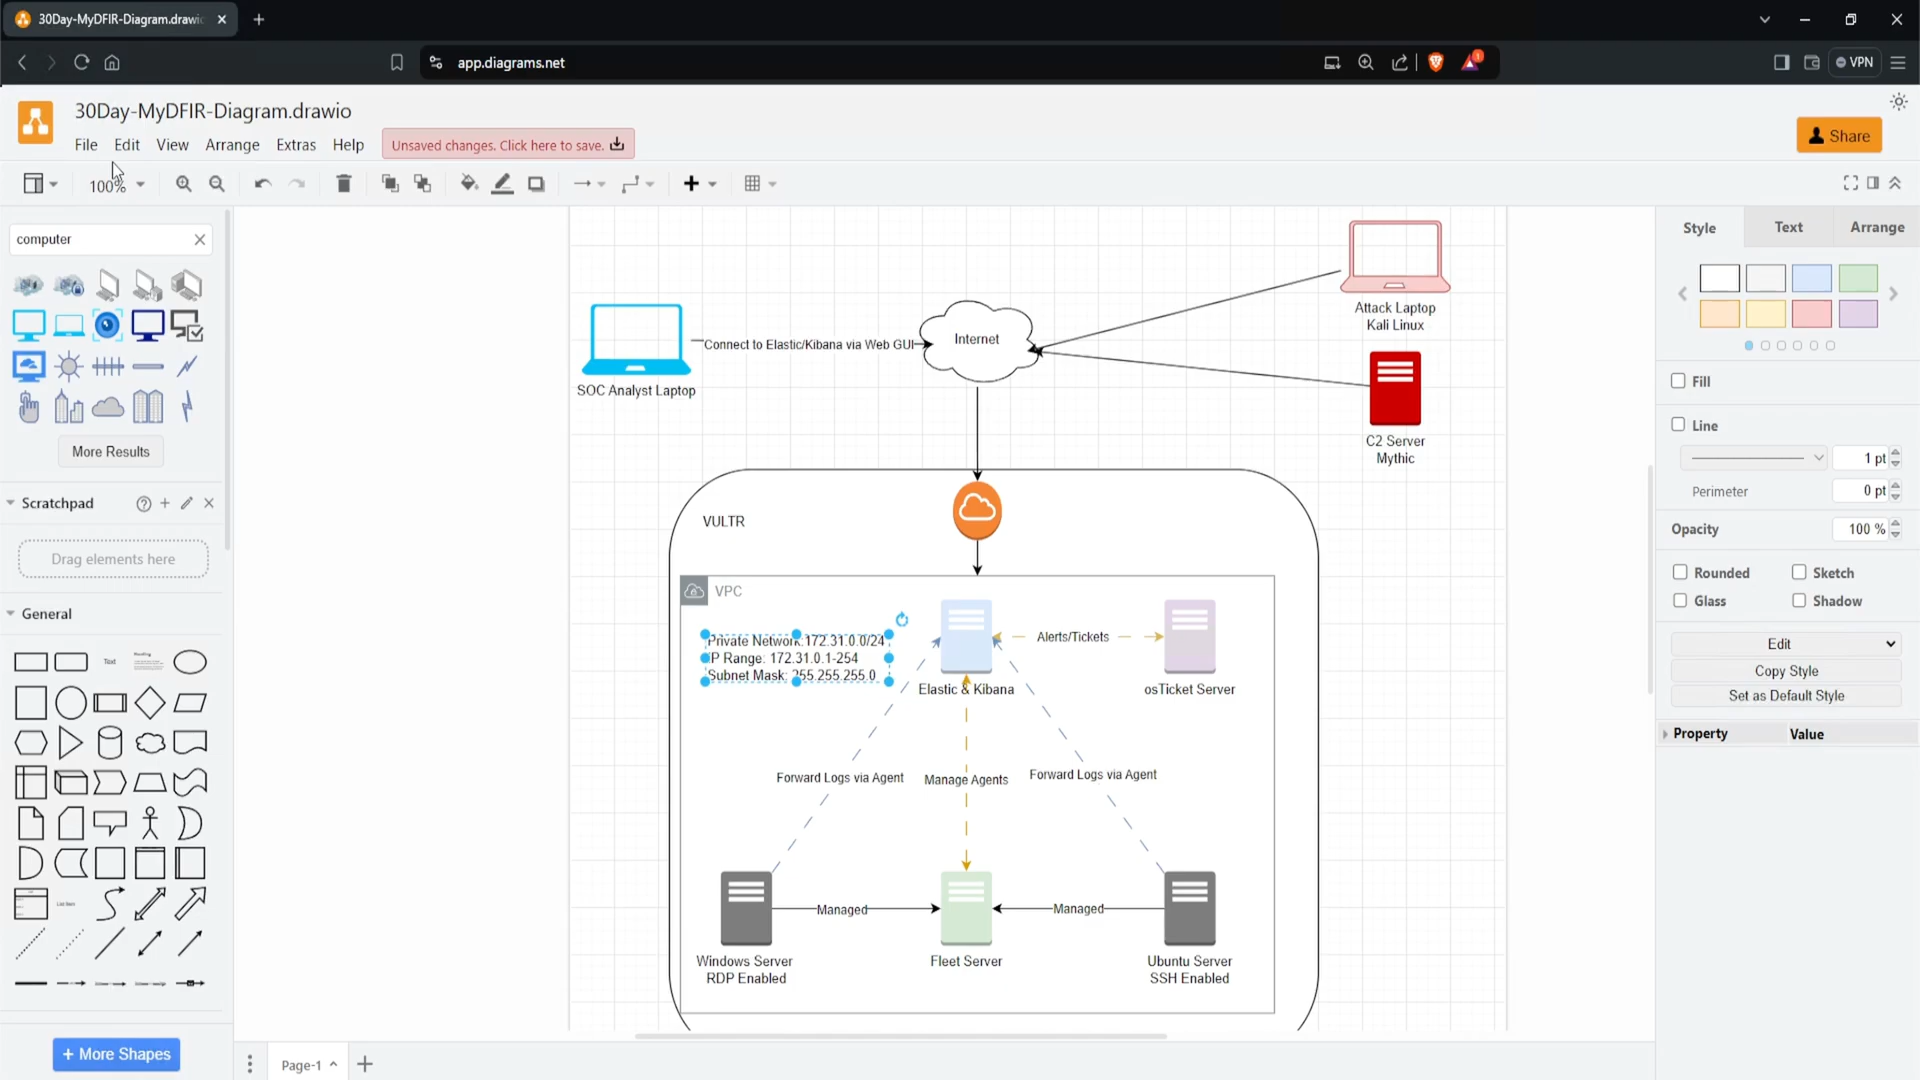 30Day-MyDFIR-Diagram.drawio
app.diagrams.net
1
VPN
30Day-MyDFIR-Diagram.drawio
File
Edit
View
Arrange
Extras
Help
Unsaved changes. Click here to save.
Share
100%
computer
More Results
Scratchpad
Drag elements here
General
Text
Heading
List Item
+ More Shapes
SOC Analyst Laptop
Connect to Elastic/Kibana via Web GUI
Internet
Attack Laptop
Kali Linux
C2 Server
Mythic
VULTR
VPC
Private Network:172.31.0.0/24
IP Range: 172.31.0.1-254
Subnet Mask: 255.255.255.0
Elastic & Kibana
Alerts/Tickets
osTicket Server
Forward Logs via Agent
Manage Agents
Forward Logs via Agent
Managed
Managed
Windows Server
RDP Enabled
Fleet Server
Ubuntu Server
SSH Enabled
Page-1
Style
Text
Arrange
Fill
Line
1 pt
Perimeter
0 pt
Opacity
100 %
Rounded
Sketch
Glass
Shadow
Edit
Copy Style
Set as Default Style
Property
Value